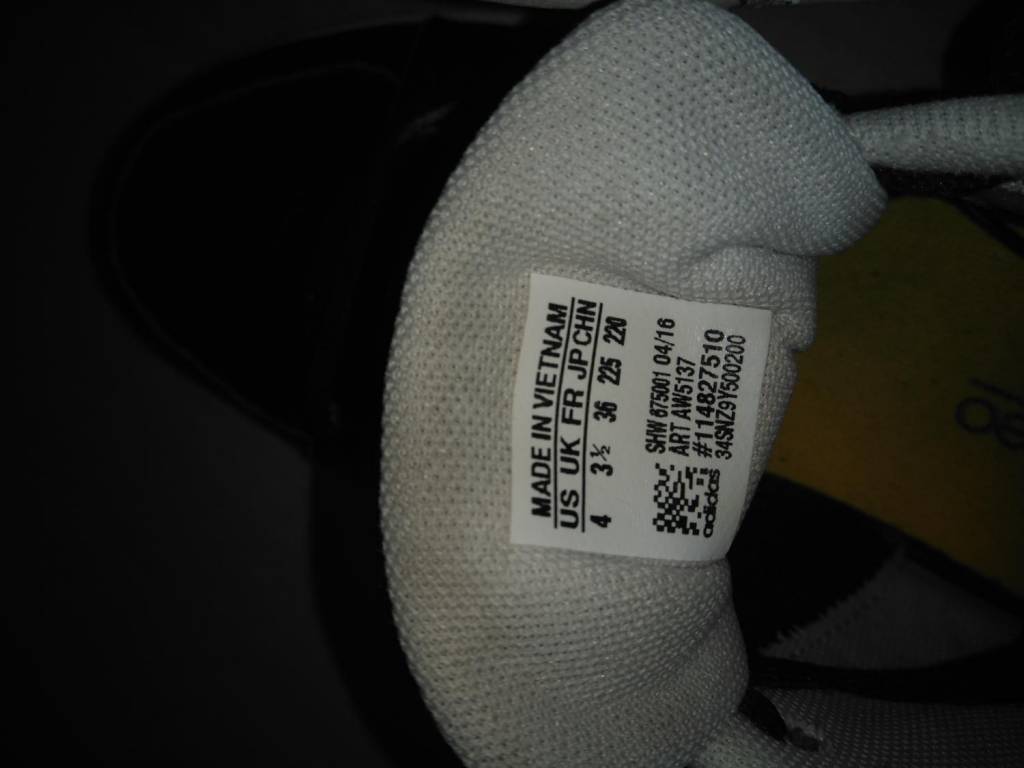 MADE IN VIETNAM
US UK FR JP CHN
4 3½ 36 225 220
SHW 675001 04/16
ART AW5137
#114827510
34SNZ9Y500200
adidas